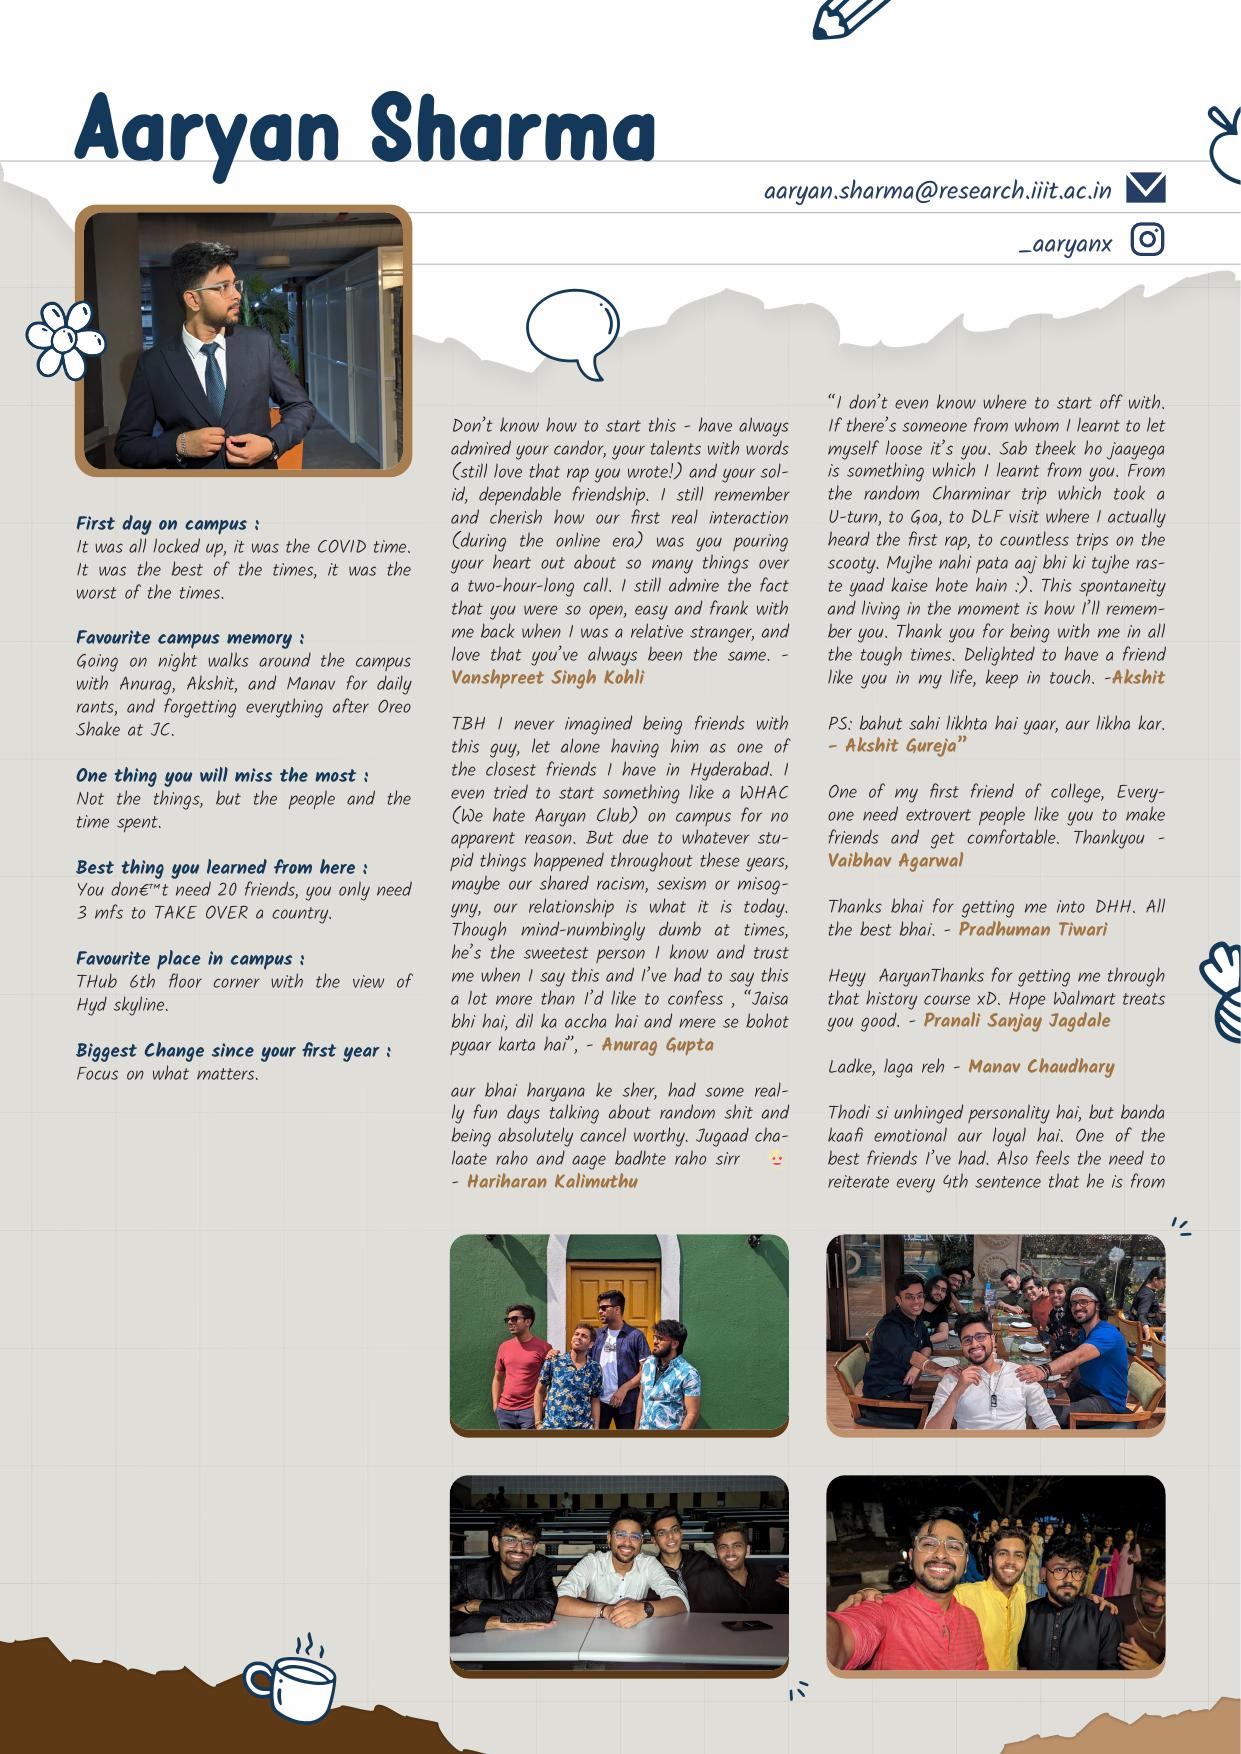 Aaryan Sharma
aaryan.sharma@research.iiit.ac.in
_aaryanx
First day on campus :
It was all locked up, it was the COVID time.
It was the best of the times, it was the
worst of the times.
Favourite campus memory :
Going on night walks around the campus
with Anurag, Akshit, and Manav for daily
rants, and forgetting everything after Oreo
Shake at JC.
One thing you will miss the most :
Not the things, but the people and the
time spent.
Best thing you learned from here :
You don€™t need 20 friends, you only need
3 mfs to TAKE OVER a country.
Favourite place in campus :
THub 6th floor corner with the view of
Hyd skyline.
Biggest Change since your first year :
Focus on what matters.
Don’t know how to start this - have always
admired your candor, your talents with words
(still love that rap you wrote!) and your sol-
id, dependable friendship. I still remember
and cherish how our first real interaction
(during the online era) was you pouring
your heart out about so many things over
a two-hour-long call. I still admire the fact
that you were so open, easy and frank with
me back when I was a relative stranger, and
love that you’ve always been the same. -
Vanshpreet Singh Kohli
TBH I never imagined being friends with
this guy, let alone having him as one of
the closest friends I have in Hyderabad. I
even tried to start something like a WHAC
(We hate Aaryan Club) on campus for no
apparent reason. But due to whatever stu-
pid things happened throughout these years,
maybe our shared racism, sexism or misog-
yny, our relationship is what it is today.
Though mind-numbingly dumb at times,
he’s the sweetest person I know and trust
me when I say this and I’ve had to say this
a lot more than I’d like to confess , “Jaisa
bhi hai, dil ka accha hai and mere se bohot
pyaar karta hai”, - Anurag Gupta
aur bhai haryana ke sher, had some real-
ly fun days talking about random shit and
being absolutely cancel worthy. Jugaad cha-
laate raho and aage badhte raho sirr 🥰
- Hariharan Kalimuthu
“I don’t even know where to start off with.
If there’s someone from whom I learnt to let
myself loose it’s you. Sab theek ho jaayega
is something which I learnt from you. From
the random Charminar trip which took a
U-turn, to Goa, to DLF visit where I actually
heard the first rap, to countless trips on the
scooty. Mujhe nahi pata aaj bhi ki tujhe ras-
te yaad kaise hote hain :). This spontaneity
and living in the moment is how I’ll remem-
ber you. Thank you for being with me in all
the tough times. Delighted to have a friend
like you in my life, keep in touch. -Akshit
PS: bahut sahi likhta hai yaar, aur likha kar.
- Akshit Gureja”
One of my first friend of college, Every-
one need extrovert people like you to make
friends and get comfortable. Thankyou -
Vaibhav Agarwal
Thanks bhai for getting me into DHH. All
the best bhai. - Pradhuman Tiwari
Heyy AaryanThanks for getting me through
that history course xD. Hope Walmart treats
you good. - Pranali Sanjay Jagdale
Ladke, laga reh - Manav Chaudhary
Thodi si unhinged personality hai, but banda
kaafi emotional aur loyal hai. One of the
best friends I’ve had. Also feels the need to
reiterate every 4th sentence that he is from